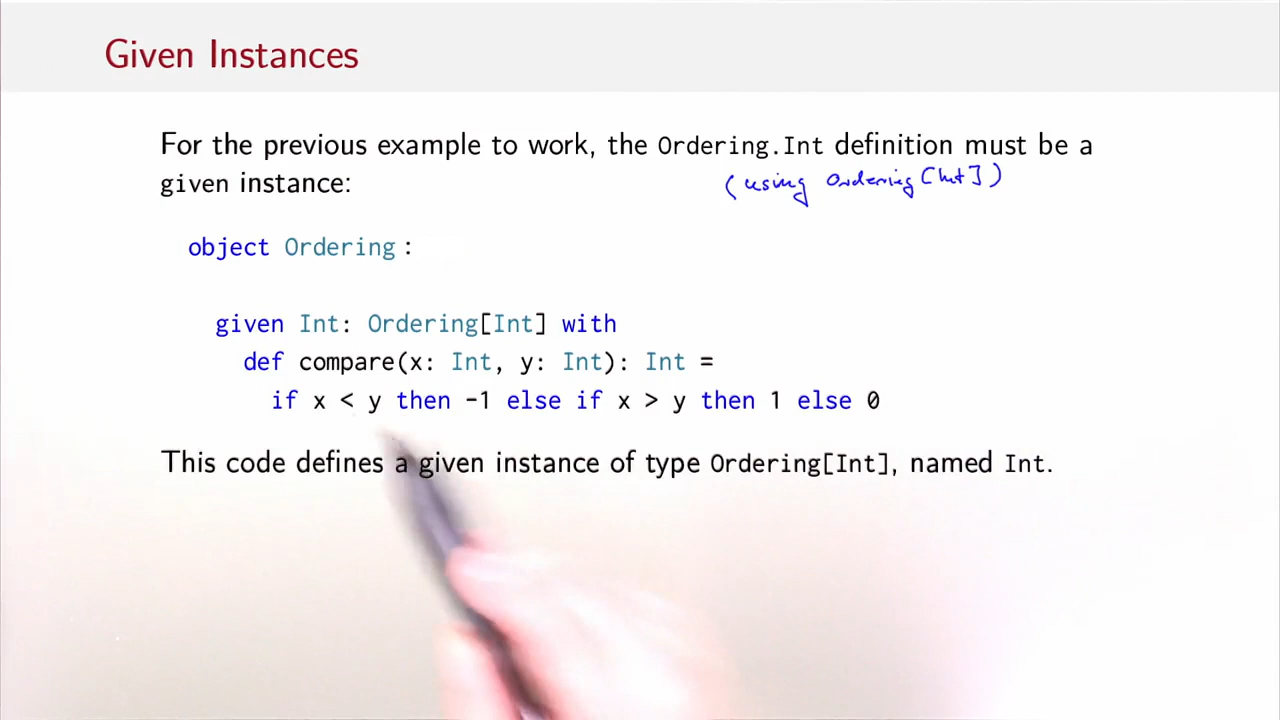 Given Instances
For the previous example to work, the Ordering.Int definition must be a
given instance:
(using Ordering[Int])
object Ordering:
given Int: Ordering[Int] with
def compare(x: Int, y: Int): Int =
if x < y then -1 else if x > y then 1 else 0
This code defines a given instance of type Ordering[Int], named Int.